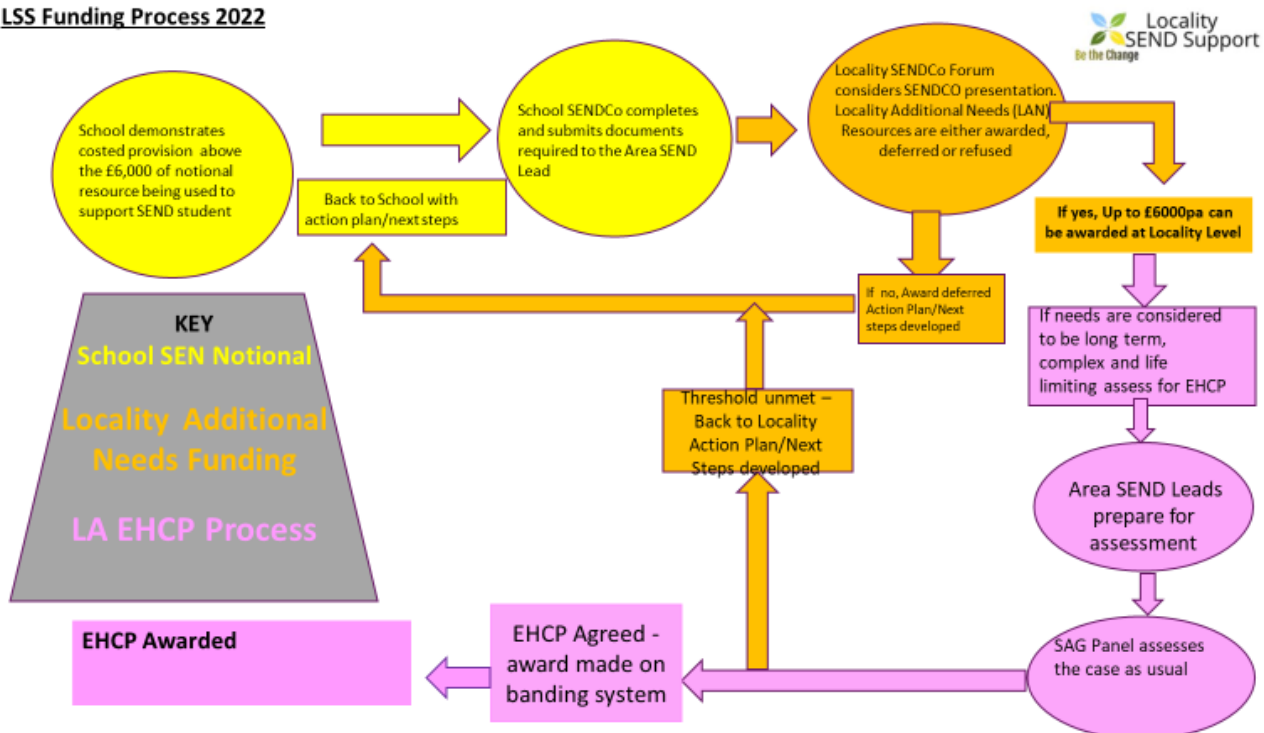 LSS Funding Process 2022
Locality
SEND Support
Be the Change
School demonstrates
costed provision above
the £6,000 of notional
resource being used to
support SEND student
School SENDCo completes
and submits documents
required to the Area SEND
Lead
Locality SENDCo Forum
considers SENDCO presentation.
Locality Additional Needs (LAN)
Resources are either awarded,
deferred or refused
Back to School with
action plan/next steps
If yes, Up to £6000pa can
be awarded at Locality Level
If no, Award deferred
Action Plan/Next
steps developed
If needs are considered
to be long term,
complex and life
limiting assess for EHCP
KEY
School SEN Notional
Locality Additional
Needs Funding
LA EHCP Process
Threshold unmet –
Back to Locality
Action Plan/Next
Steps developed
Area SEND Leads
prepare for
assessment
SAG Panel assesses
the case as usual
EHCP Agreed -
award made on
banding system
EHCP Awarded